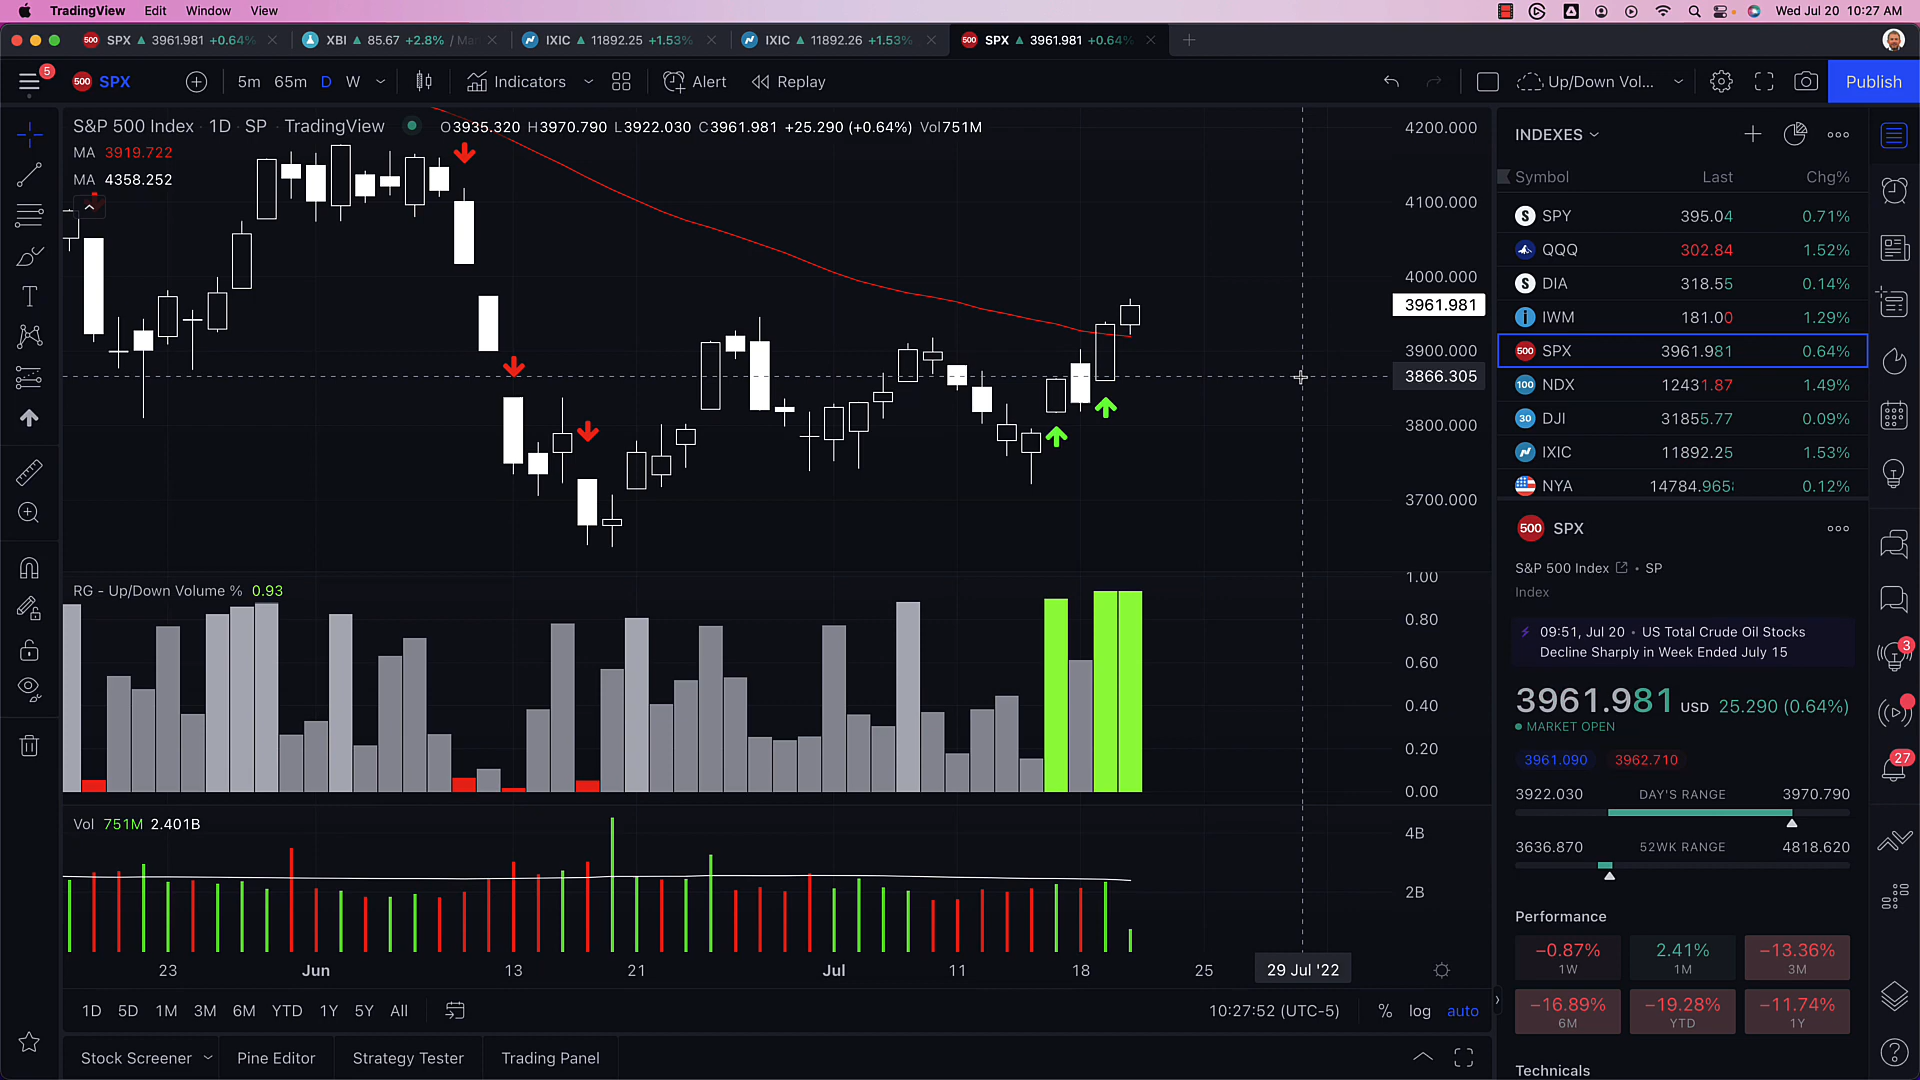 TradingView Edit Window View Wed Jul 20 10:27 AM
500 SPX ▲ 3961.981 +0.64% XBI ▲ 85.67 +2.8% IXIC ▲ 11892.25 +1.53% IXIC ▲ 11892.26 +1.53% 500 SPX ▲ 3961.981 +0.64%
5 500 SPX 5m 65m D W Indicators Alert Replay Up/Down Vol... Publish
S&P 500 Index · 1D · SP · TradingView O3935.320 H3970.790 L3922.030 C3961.981 +25.290 (+0.64%) Vol751M
MA 3919.722
MA 4358.252
4200.000
4100.000
4000.000
3961.981
3900.000
3866.305
3800.000
3700.000
RG - Up/Down Volume % 0.93
1.00
0.80
0.60
0.40
0.20
0.00
Vol 751M 2.401B
4B
2B
23 Jun 13 21 Jul 11 18 25 29 Jul '22
1D 5D 1M 3M 6M YTD 1Y 5Y All 10:27:52 (UTC-5) % log auto
Stock Screener Pine Editor Strategy Tester Trading Panel
INDEXES
Symbol Last Chg%
S SPY 395.04 0.71%
QQQ 302.84 1.52%
S DIA 318.55 0.14%
IWM 181.00 1.29%
500 SPX 3961.981 0.64%
100 NDX 12431.87 1.49%
30 DJI 31855.77 0.09%
IXIC 11892.25 1.53%
NYA 14784.965 0.12%
500 SPX
S&P 500 Index • SP
Index
09:51, Jul 20 • US Total Crude Oil Stocks
Decline Sharply in Week Ended July 15
3961.981 USD 25.290 (0.64%)
MARKET OPEN
3961.090 3962.710
3922.030 DAY'S RANGE 3970.790
3636.870 52WK RANGE 4818.620
Performance
−0.87% 2.41% −13.36%
1W 1M 3M
−16.89% −19.28% −11.74%
6M YTD 1Y
Technicals
3
27